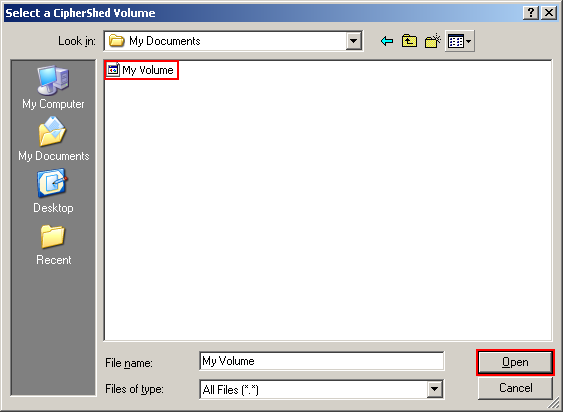 Select a CipherShed Volume
Look in: My Documents
My Volume
My Computer
My Documents
Desktop
Recent
File name: My Volume Open
Files of type: All Files (*.*) Cancel